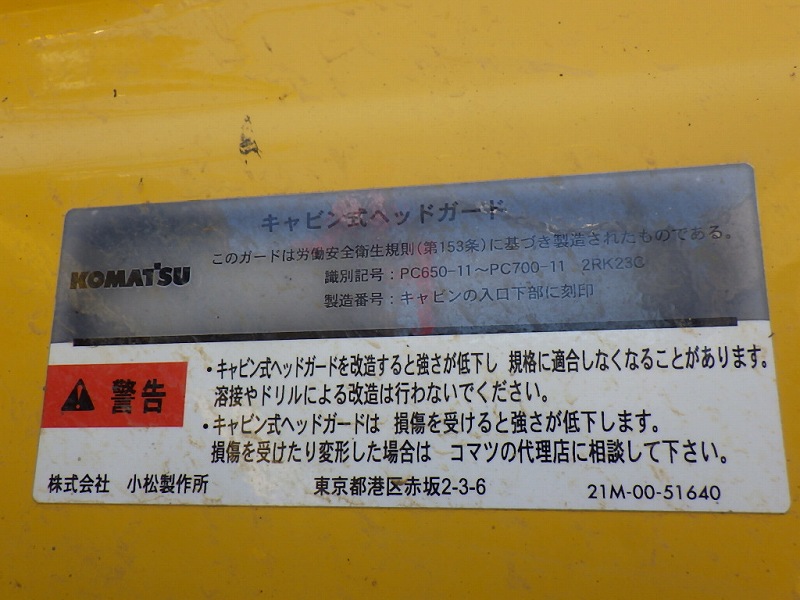 キャビン式ヘッドガード
このガードは労働安全衛生規則(第153条)に基づき製造されたものである。
KOMATSU
識別記号:PC650-11~PC700-11 2RK23C
製造番号:キャビンの入口下部に刻印
警告
・キャビン式ヘッドガードを改造すると強さが低下し 規格に適合しなくなることがあります。
溶接やドリルによる改造は行わないでください。
・キャビン式ヘッドガードは 損傷を受けると強さが低下します。
損傷を受けたり変形した場合は コマツの代理店に相談して下さい。
株式会社 小松製作所 東京都港区赤坂2-3-6 21M-00-51640